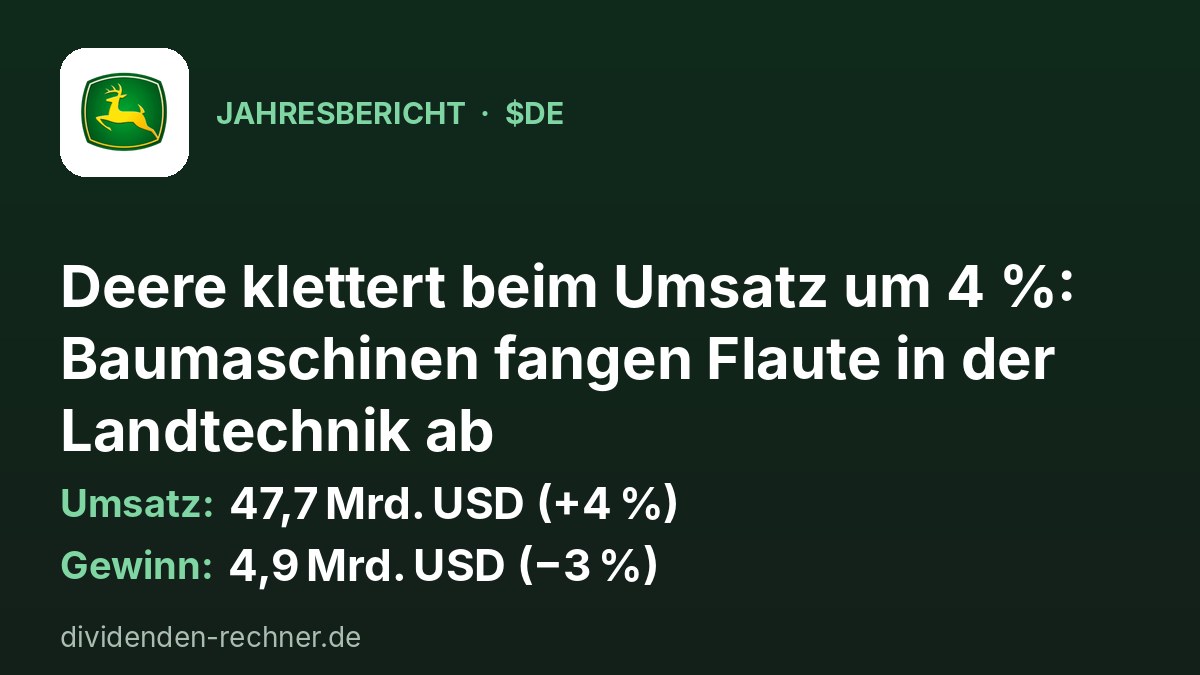 JAHRESBERICHT · $DE
Deere klettert beim Umsatz um 4 %:
Baumaschinen fangen Flaute in der
Landtechnik ab
Umsatz: 47,7 Mrd. USD (+4 %)
Gewinn: 4,9 Mrd. USD (−3 %)
dividenden-rechner.de